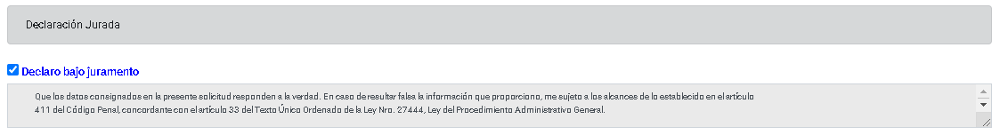 Declaración Jurada
Declaro bajo juramento
Que los datos consignados en la presente solicitud responden a la verdad. En caso de resultar falsa la información que proporciono, me sujeto a los alcances de lo establecido en el artículo
411 del Código Penal, concordante con el artículo 33 del Texto Único Ordenado de la Ley Nro. 27444, Ley del Procedimiento Administrativo General.